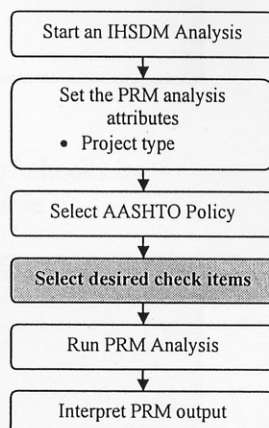 Start an IHSDM Analysis
Set the PRM analysis
attributes
• Project type
Select AASHTO Policy
Select desired check items
Run PRM Analysis
Interpret PRM output